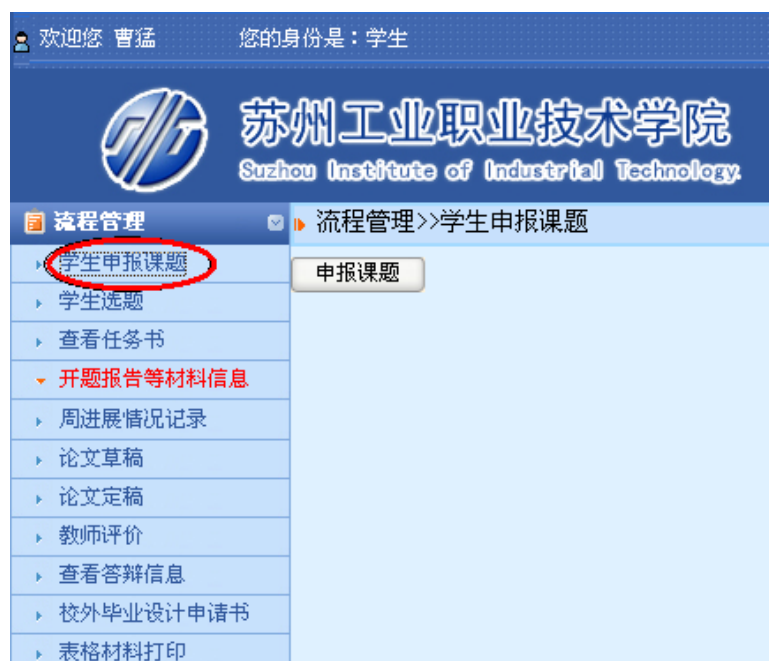 欢迎您 曹猛 您的身份是：学生
苏州工业职业技术学院
Suzhou Institute of Industrial Technology.
流程管理
流程管理>>学生申报课题
学生申报课题
申报课题
学生选题
查看任务书
开题报告等材料信息
周进展情况记录
论文草稿
论文定稿
教师评价
查看答辩信息
校外毕业设计申请书
表格材料打印